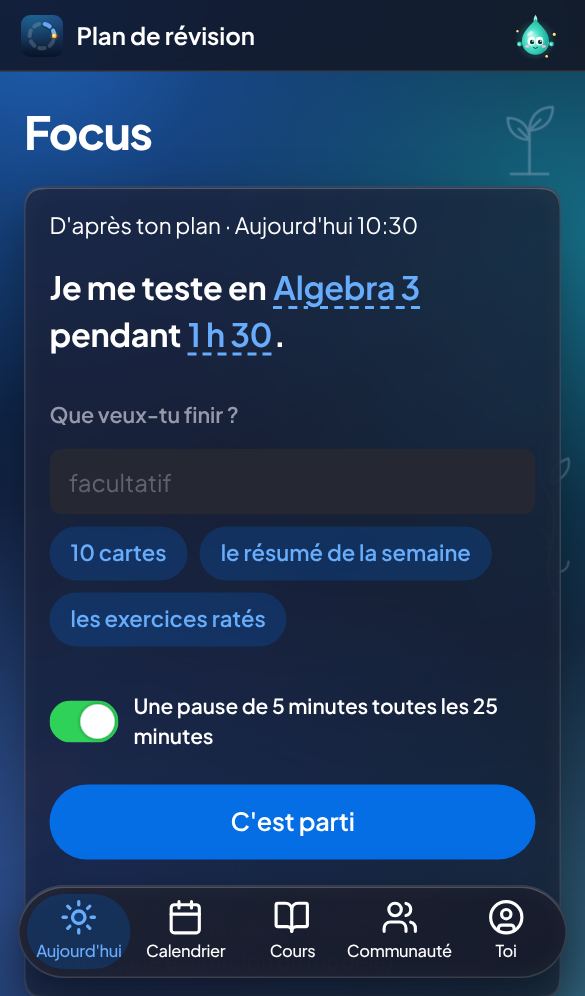 Plan de révision
Focus
D'après ton plan · Aujourd'hui 10:30
Je me teste en Algebra 3
pendant 1 h 30.
Que veux-tu finir ?
facultatif
10 cartes
le résumé de la semaine
les exercices ratés
Une pause de 5 minutes toutes les 25
minutes
C'est parti
Aujourd'hui
Calendrier
Cours
Communauté
Toi